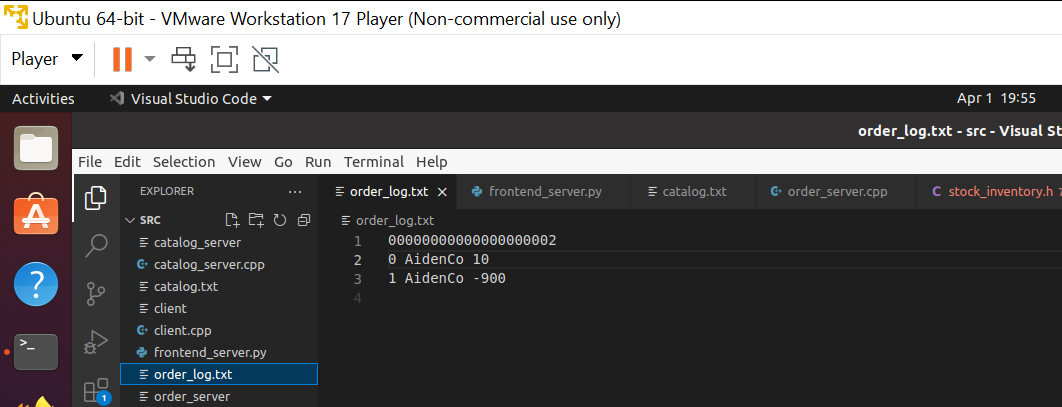 Ubuntu 64-bit - VMware Workstation 17 Player (Non-commercial use only)
Player
Activities
Visual Studio Code
Apr 1 19:55
order_log.txt - src - Visual St
File Edit Selection View Go Run Terminal Help
EXPLORER
SRC
catalog_server
catalog_server.cpp
catalog.txt
client
client.cpp
frontend_server.py
order_log.txt
order_server
1
order_log.txt
frontend_server.py
catalog.txt
order_server.cpp
stock_inventory.h 7
order_log.txt
1 00000000000000000002
2 0 AidenCo 10
3 1 AidenCo -900
4